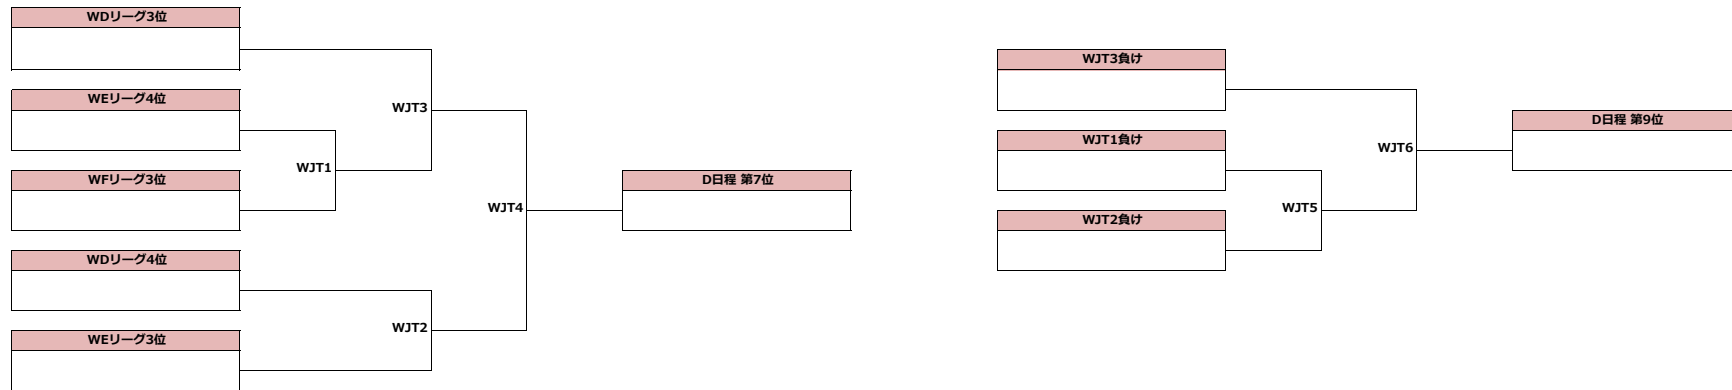 WDリーグ3位
WEリーグ4位
WJT3
WJT1
WFリーグ3位
D日程 第7位
WJT4
WDリーグ4位
WJT2
WEリーグ3位
WJT3負け
D日程 第9位
WJT1負け
WJT6
WJT5
WJT2負け